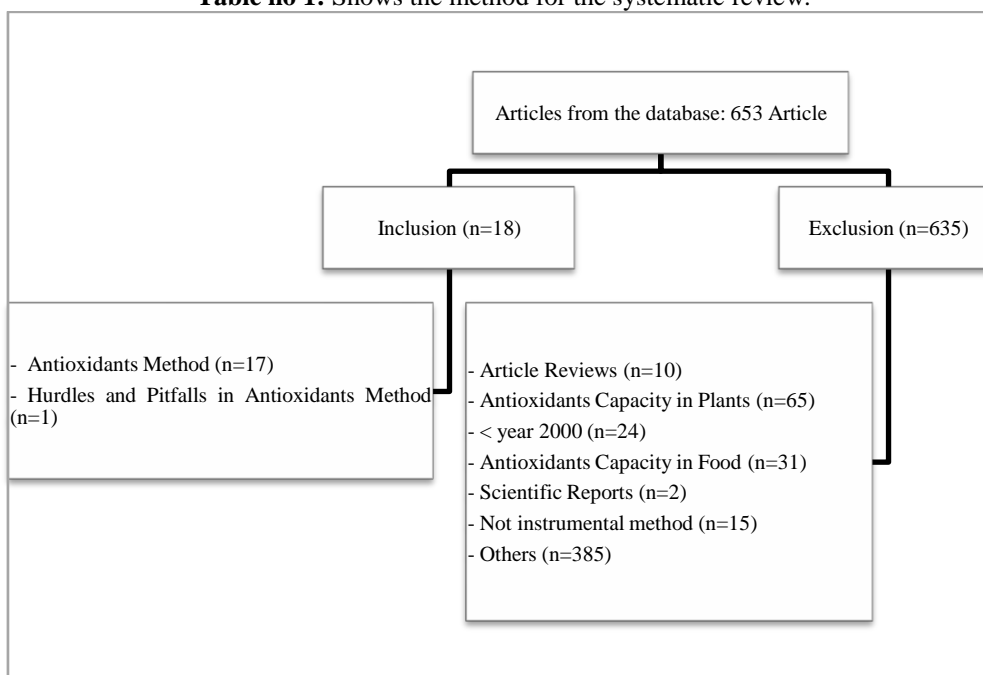 Table no 1: Shows the method for the systematic review.
Articles from the database: 653 Article
Inclusion (n=18)
Exclusion (n=635)
- Antioxidants Method (n=17)
- Hurdles and Pitfalls in Antioxidants Method
(n=1)
- Article Reviews (n=10)
- Antioxidants Capacity in Plants (n=65)
- < year 2000 (n=24)
- Antioxidants Capacity in Food (n=31)
- Scientific Reports (n=2)
- Not instrumental method (n=15)
- Others (n=385)